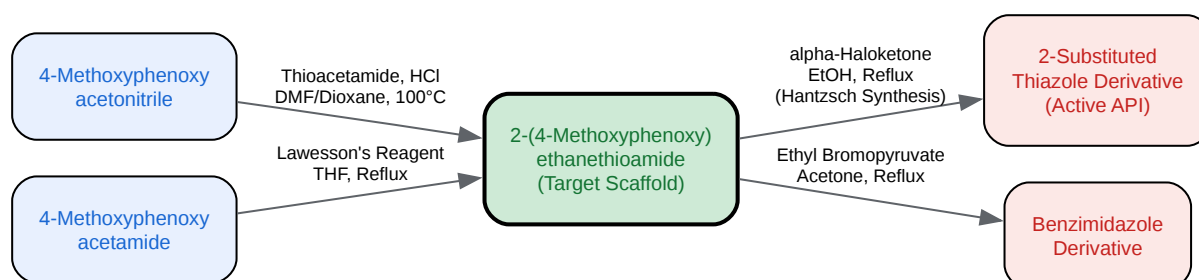 4-Methoxyphenoxy
acetonitrile
Thioacetamide, HCl
DMF/Dioxane, 100°C
4-Methoxyphenoxy
acetamide
Lawesson's Reagent
THF, Reflux
2-(4-Methoxyphenoxy)
ethanethioamide
(Target Scaffold)
alpha-Haloketone
EtOH, Reflux
(Hantzsch Synthesis)
2-Substituted
Thiazole Derivative
(Active API)
Ethyl Bromopyruvate
Acetone, Reflux
Benzimidazole
Derivative